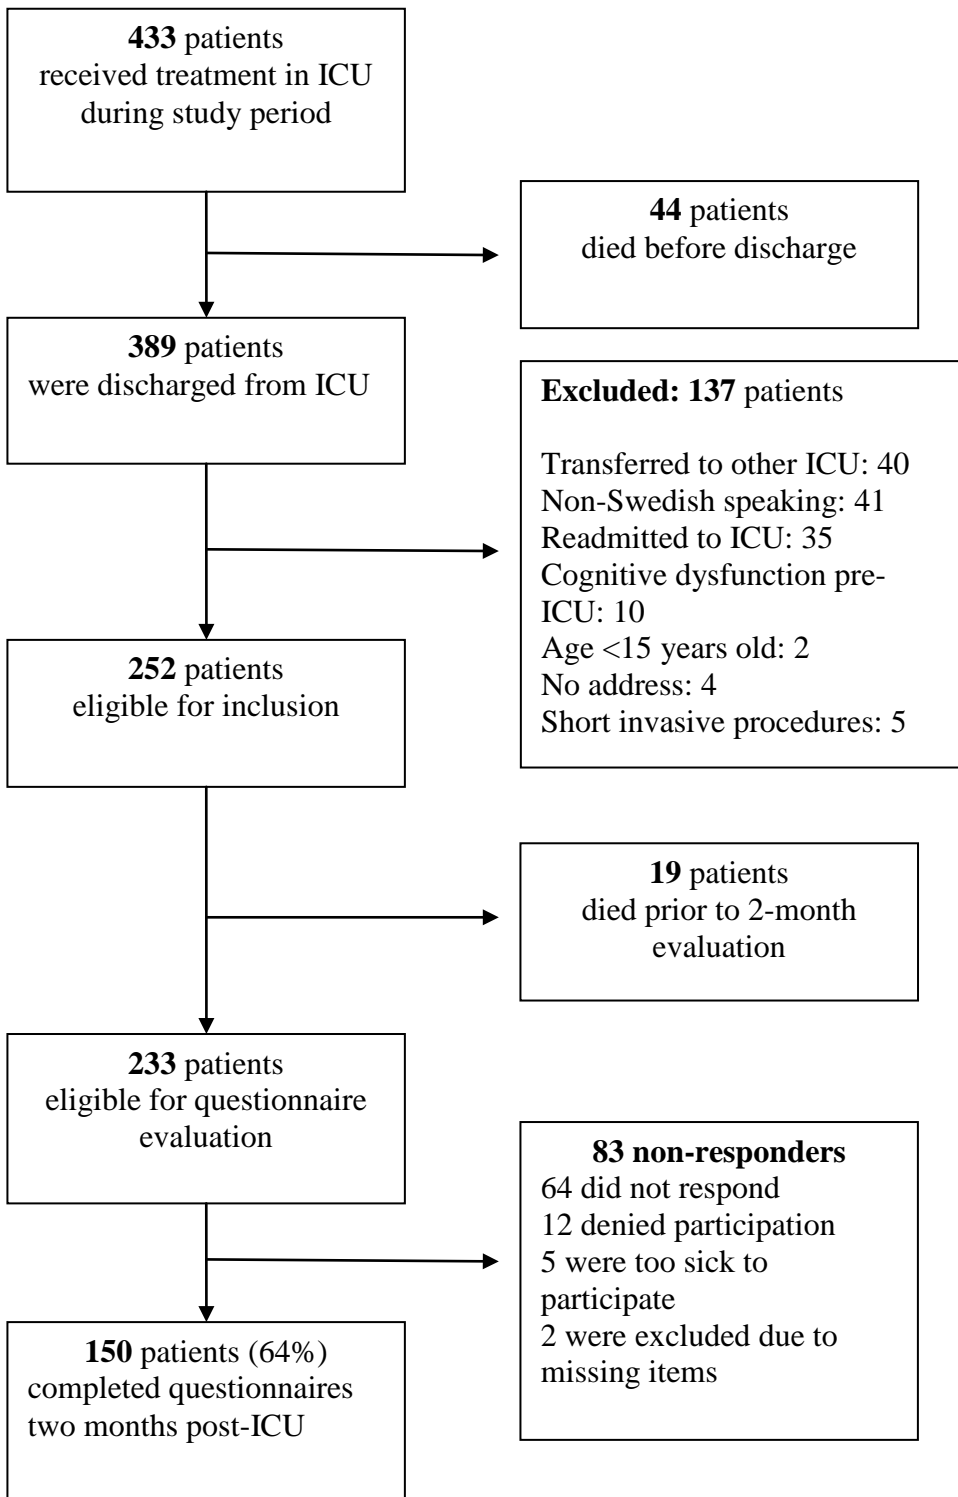 433 patients
received treatment in ICU
during study period
44 patients
died before discharge
389 patients
were discharged from ICU
Excluded: 137 patients
Transferred to other ICU: 40
Non-Swedish speaking: 41
Readmitted to ICU: 35
Cognitive dysfunction pre-
ICU: 10
Age <15 years old: 2
No address: 4
Short invasive procedures: 5
252 patients
eligible for inclusion
19 patients
died prior to 2-month
evaluation
233 patients
eligible for questionnaire
evaluation
83 non-responders
64 did not respond
12 denied participation
5 were too sick to
participate
2 were excluded due to
missing items
150 patients (64%)
completed questionnaires
two months post-ICU